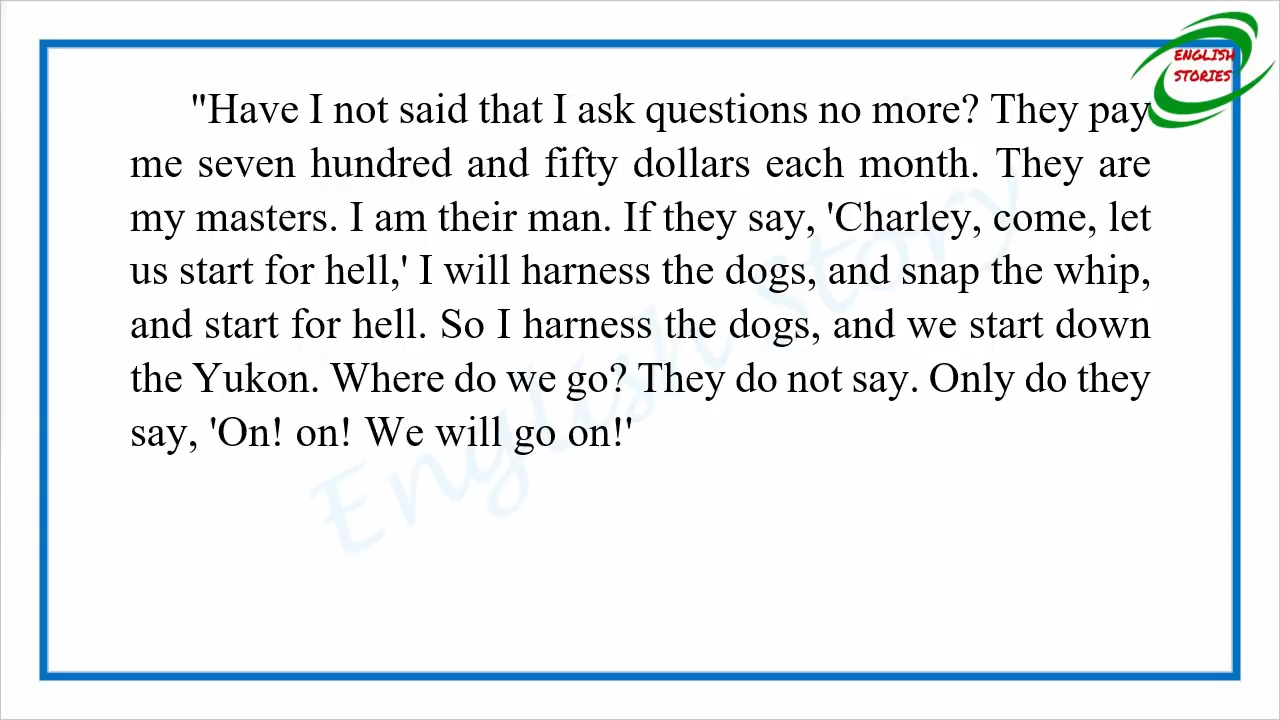 ENGLISH
STORIES
"Have I not said that I ask questions no more? They pay
me seven hundred and fifty dollars each month. They are
my masters. I am their man. If they say, 'Charley, come, let
us start for hell,' I will harness the dogs, and snap the whip,
and start for hell. So I harness the dogs, and we start down
the Yukon. Where do we go? They do not say. Only do they
say, 'On! on! We will go on!'
English Story